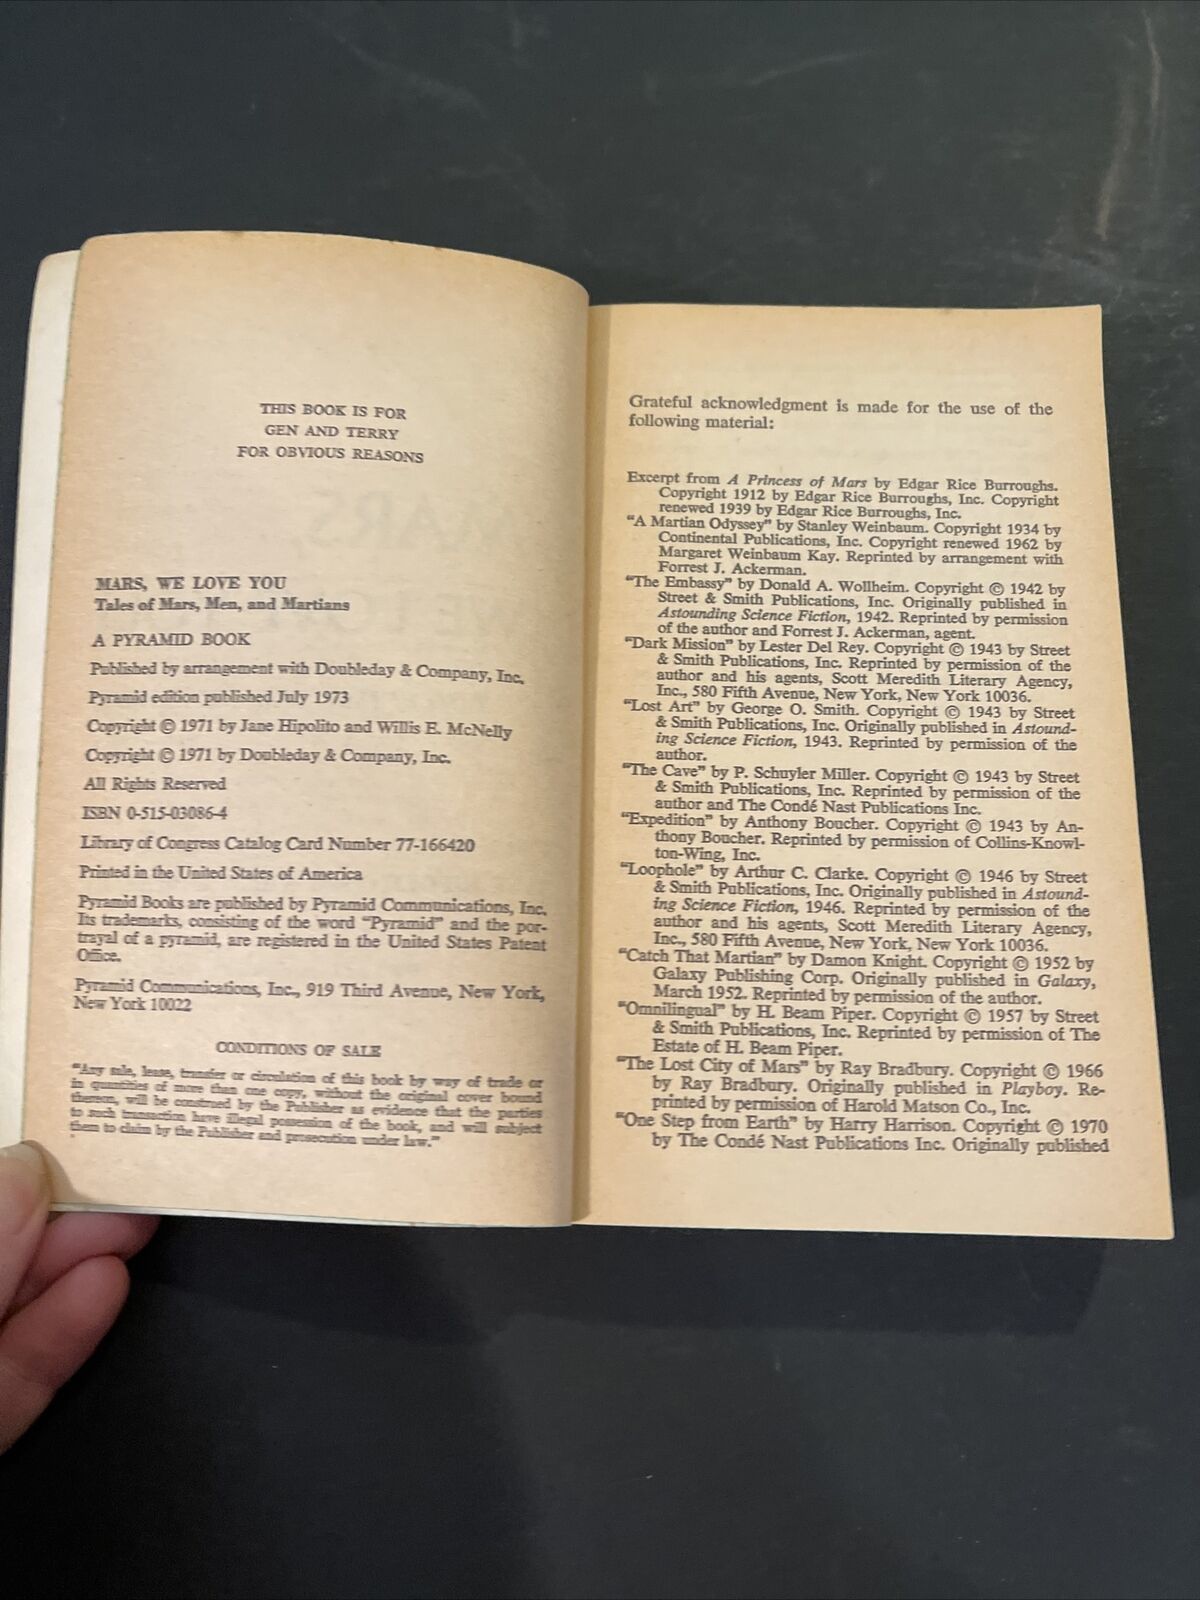 THIS BOOK IS FOR
GEN AND TERRY
FOR OBVIOUS REASONS
MARS, WE LOVE YOU
Tales of Mars, Men, and Martians
A PYRAMID BOOK
Published by arrangement with Doubleday & Company, Inc.
Pyramid edition published July 1973
Copyright © 1971 by Jane Hipolito and Willis E. McNelly
Copyright © 1971 by Doubleday & Company, Inc.
All Rights Reserved
ISBN 0-515-03086-4
Library of Congress Catalog Card Number 77-166420
Printed in the United States of America
Pyramid Books are published by Pyramid Communications, Inc.
Its trademarks, consisting of the word "Pyramid" and the por-
trayal of a pyramid, are registered in the United States Patent
Office.
Pyramid Communications, Inc., 919 Third Avenue, New York,
New York 10022
CONDITIONS OF SALE
"Any sale, lease, transfer or circulation of this book by way of trade or
in quantities of more than one copy, without the original cover bound
thereon, will be construed by the Publisher as evidence that the parties
to such transaction have illegal possession of the book, and will subject
them to claim by the Publisher and prosecution under law."
Grateful acknowledgment is made for the use of the
following material:
Excerpt from A Princess of Mars by Edgar Rice Burroughs.
Copyright 1912 by Edgar Rice Burroughs, Inc. Copyright
renewed 1939 by Edgar Rice Burroughs, Inc.
"A Martian Odyssey" by Stanley Weinbaum. Copyright 1934 by
Continental Publications, Inc. Copyright renewed 1962 by
Margaret Weinbaum Kay. Reprinted by arrangement with
Forrest J. Ackerman.
"The Embassy" by Donald A. Wollheim. Copyright © 1942 by
Street & Smith Publications, Inc. Originally published in
Astounding Science Fiction, 1942. Reprinted by permission
of the author and Forrest J. Ackerman, agent.
"Dark Mission" by Lester Del Rey. Copyright © 1943 by Street
& Smith Publications, Inc. Reprinted by permission of the
author and his agents, Scott Meredith Literary Agency,
Inc., 580 Fifth Avenue, New York, New York 10036.
"Lost Art" by George O. Smith. Copyright © 1943 by Street
& Smith Publications, Inc. Originally published in Astound-
ing Science Fiction, 1943. Reprinted by permission of the
author.
"The Cave" by P. Schuyler Miller. Copyright © 1943 by Street
& Smith Publications, Inc. Reprinted by permission of the
author and The Condé Nast Publications Inc.
"Expedition" by Anthony Boucher. Copyright © 1943 by An-
thony Boucher. Reprinted by permission of Collins-Knowl-
ton-Wing, Inc.
"Loophole" by Arthur C. Clarke. Copyright © 1946 by Street
& Smith Publications, Inc. Originally published in Astound-
ing Science Fiction, 1946. Reprinted by permission of the
author and his agents, Scott Meredith Literary Agency,
Inc., 580 Fifth Avenue, New York, New York 10036.
"Catch That Martian" by Damon Knight. Copyright © 1952 by
Galaxy Publishing Corp. Originally published in Galaxy,
March 1952. Reprinted by permission of the author.
"Omnilingual" by H. Beam Piper. Copyright © 1957 by Street
& Smith Publications, Inc. Reprinted by permission of The
Estate of H. Beam Piper.
"The Lost City of Mars" by Ray Bradbury. Copyright © 1966
by Ray Bradbury. Originally published in Playboy. Re-
printed by permission of Harold Matson Co., Inc.
"One Step from Earth" by Harry Harrison. Copyright © 1970
by The Condé Nast Publications Inc. Originally published